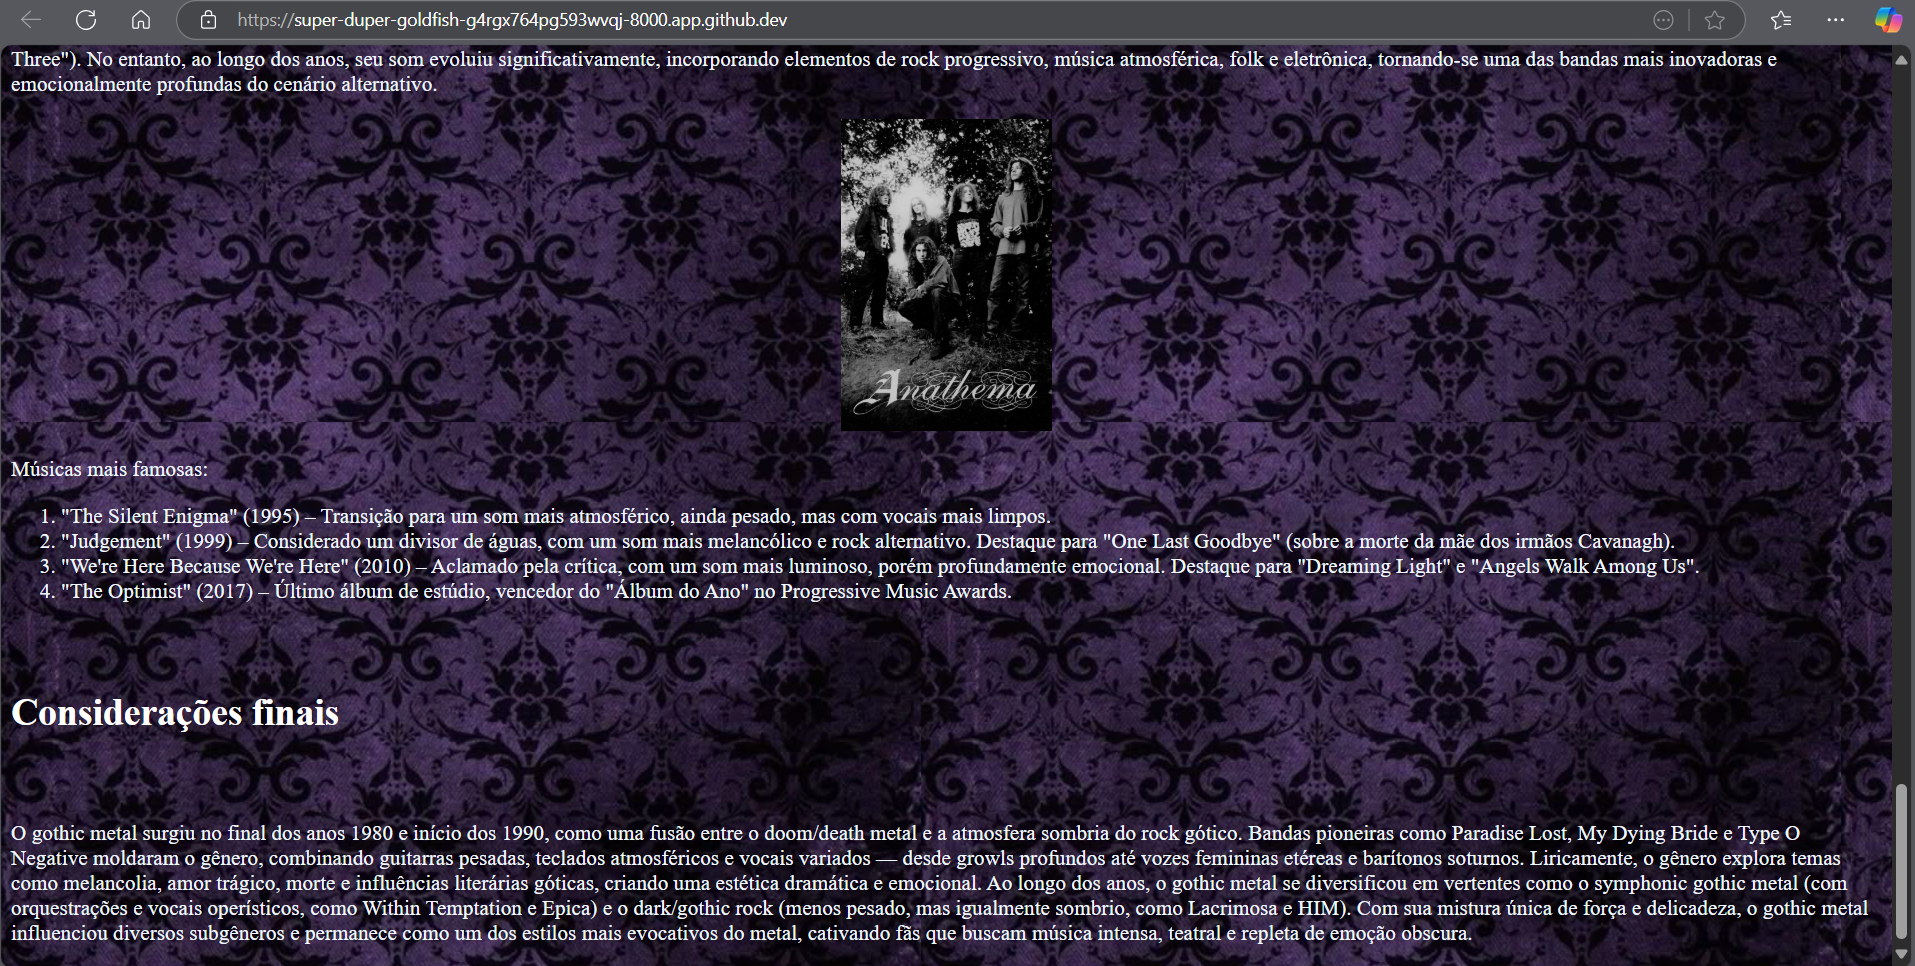 https://super-duper-goldfish-g4rgx764pg593wvqj-8000.app.github.dev
Three"). No entanto, ao longo dos anos, seu som evoluiu significativamente, incorporando elementos de rock progressivo, música atmosférica, folk e eletrônica, tornando-se uma das bandas mais inovadoras e
emocionalmente profundas do cenário alternativo.
Anathema
Músicas mais famosas:
1. "The Silent Enigma" (1995) – Transição para um som mais atmosférico, ainda pesado, mas com vocais mais limpos.
2. "Judgement" (1999) – Considerado um divisor de águas, com um som mais melancólico e rock alternativo. Destaque para "One Last Goodbye" (sobre a morte da mãe dos irmãos Cavanagh).
3. "We're Here Because We're Here" (2010) – Aclamado pela crítica, com um som mais luminoso, porém profundamente emocional. Destaque para "Dreaming Light" e "Angels Walk Among Us".
4. "The Optimist" (2017) – Último álbum de estúdio, vencedor do "Álbum do Ano" no Progressive Music Awards.
Considerações finais
O gothic metal surgiu no final dos anos 1980 e início dos 1990, como uma fusão entre o doom/death metal e a atmosfera sombria do rock gótico. Bandas pioneiras como Paradise Lost, My Dying Bride e Type O
Negative moldaram o gênero, combinando guitarras pesadas, teclados atmosféricos e vocais variados — desde growls profundos até vozes femininas etéreas e barítonos soturnos. Liricamente, o gênero explora temas
como melancolia, amor trágico, morte e influências literárias góticas, criando uma estética dramática e emocional. Ao longo dos anos, o gothic metal se diversificou em vertentes como o symphonic gothic metal (com
orquestrações e vocais operísticos, como Within Temptation e Epica) e o dark/gothic rock (menos pesado, mas igualmente sombrio, como Lacrimosa e HIM). Com sua mistura única de força e delicadeza, o gothic metal
influenciou diversos subgêneros e permanece como um dos estilos mais evocativos do metal, cativando fãs que buscam música intensa, teatral e repleta de emoção obscura.